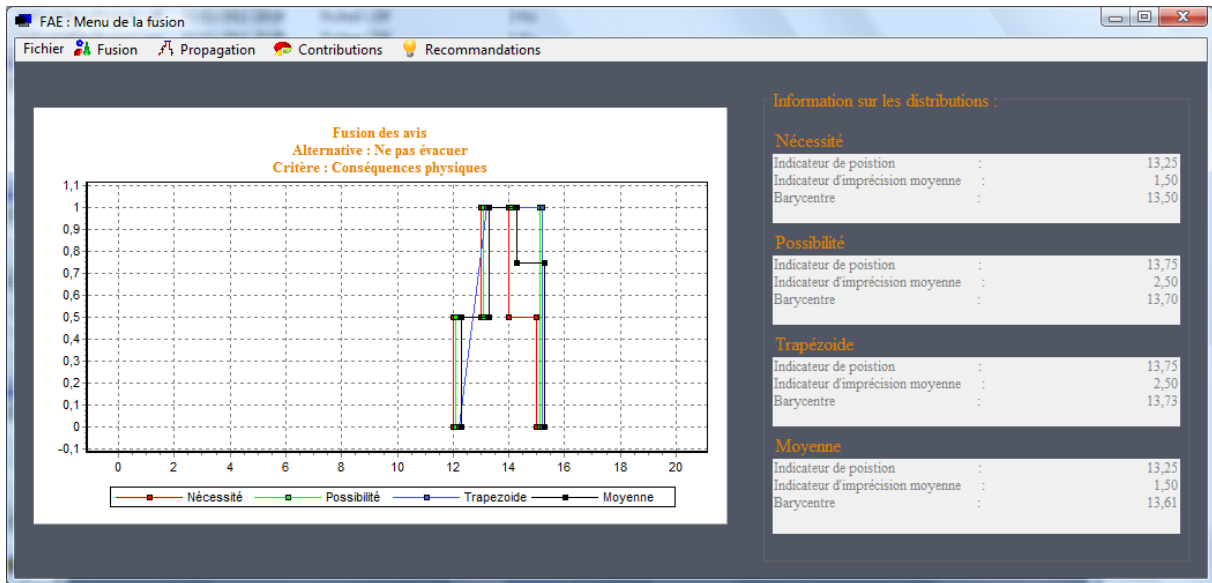 FAE : Menu de la fusion
Fichier Fusion Propagation Contributions Recommandations
Fusion des avis
Alternative : Ne pas évacuer
Critère : Conséquences physiques
1,1
1
0,9
0,8
0,7
0,6
0,5
0,4
0,3
0,2
0,1
0
-0,1
0 2 4 6 8 10 12 14 16 18 20
Nécessité Possibilité Trapezoide Moyenne
Information sur les distributions :
Nécessité
Indicateur de poistion : 13,25
Indicateur d'imprécision moyenne : 1,50
Barycentre : 13,50
Possibilité
Indicateur de poistion : 13,75
Indicateur d'imprécision moyenne : 2,50
Barycentre : 13,70
Trapézoide
Indicateur de poistion : 13,75
Indicateur d'imprécision moyenne : 2,50
Barycentre : 13,73
Moyenne
Indicateur de poistion : 13,25
Indicateur d'imprécision moyenne : 1,50
Barycentre : 13,61